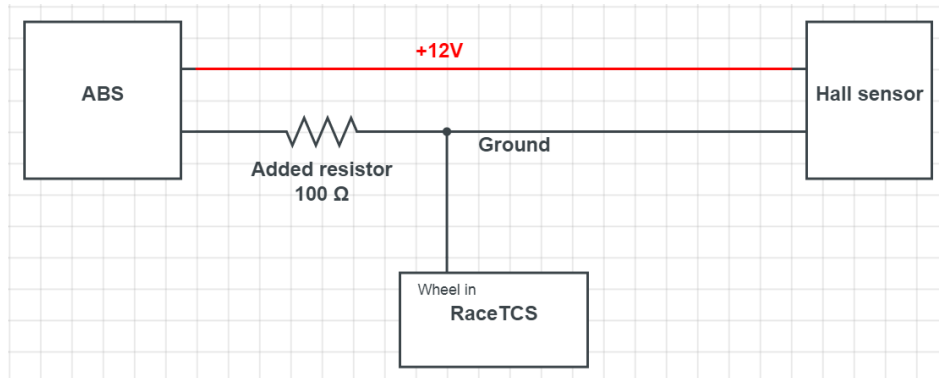 +12V
ABS
Hall sensor
Ground
Added resistor
100 Ω
Wheel in
RaceTCS